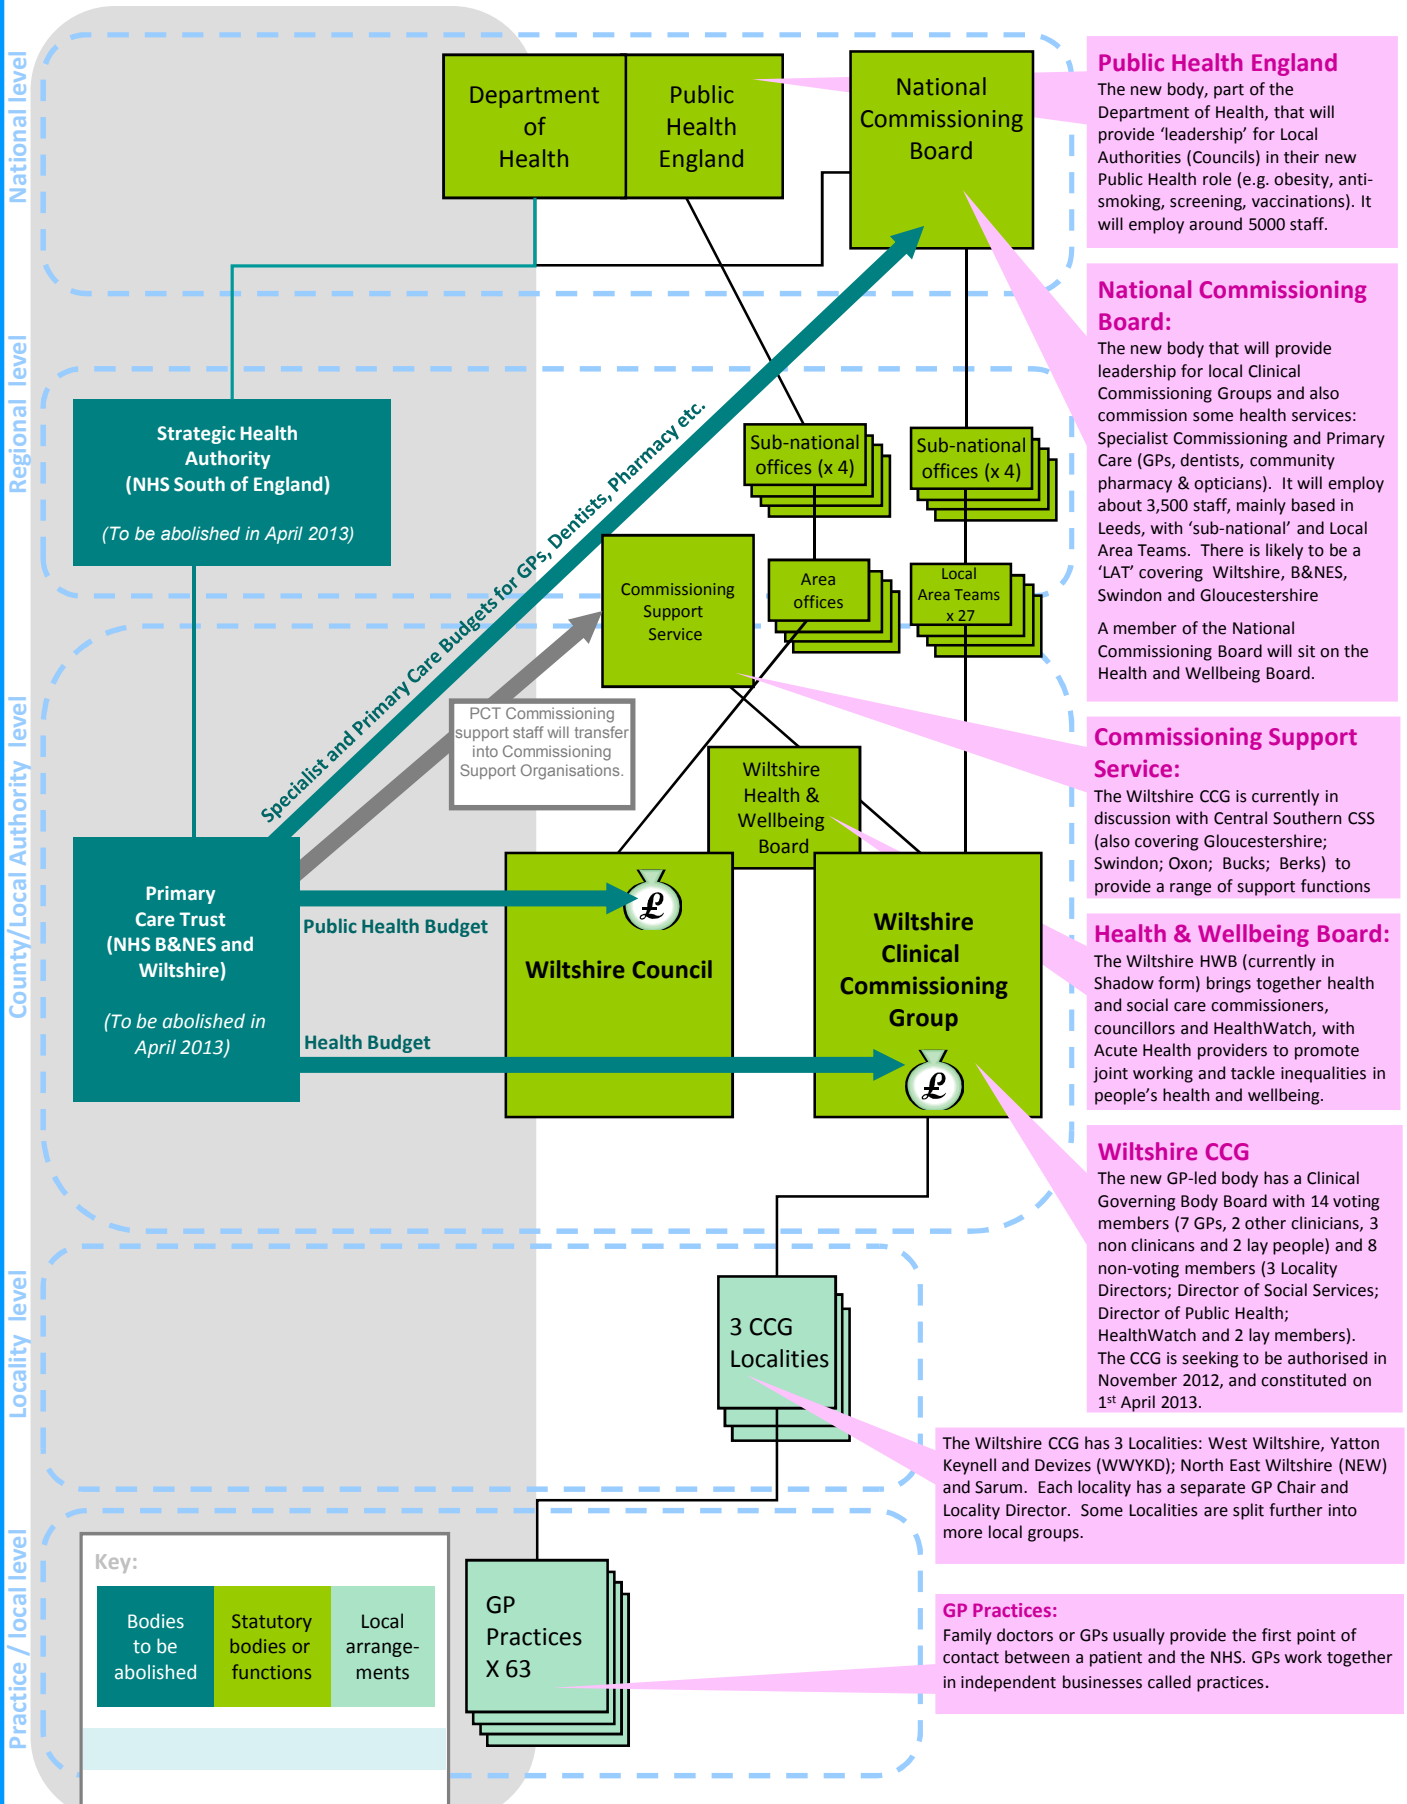 National level
Regional level
County/Local Authority level
Locality level
Practice / local level
Department
of
Health
Public
Health
England
National
Commissioning
Board
Strategic Health
Authority
(NHS South of England)
(To be abolished in April 2013)
Sub-national
offices (x 4)
Sub-national
offices (x 4)
Commissioning
Support
Service
Area
offices
Local
Area Teams
x 27
Specialist and Primary Care Budgets for GPs, Dentists, Pharmacy etc.
PCT Commissioning
support staff will transfer
into Commissioning
Support Organisations.
Wiltshire
Health &
Wellbeing
Board
Primary
Care Trust
(NHS B&NES and
Wiltshire)
(To be abolished in
April 2013)
Public Health Budget
Health Budget
£
Wiltshire Council
Wiltshire
Clinical
Commissioning
Group
£
3 CCG
Localities
GP
Practices
X 63
Key:
Bodies
to be
abolished
Statutory
bodies or
functions
Local
arrange-
ments
Public Health England
The new body, part of the
Department of Health, that will
provide ‘leadership’ for Local
Authorities (Councils) in their new
Public Health role (e.g. obesity, anti-
smoking, screening, vaccinations). It
will employ around 5000 staff.
National Commissioning
Board:
The new body that will provide
leadership for local Clinical
Commissioning Groups and also
commission some health services:
Specialist Commissioning and Primary
Care (GPs, dentists, community
pharmacy & opticians). It will employ
about 3,500 staff, mainly based in
Leeds, with ‘sub-national’ and Local
Area Teams. There is likely to be a
‘LAT’ covering Wiltshire, B&NES,
Swindon and Gloucestershire
A member of the National
Commissioning Board will sit on the
Health and Wellbeing Board.
Commissioning Support
Service:
The Wiltshire CCG is currently in
discussion with Central Southern CSS
(also covering Gloucestershire;
Swindon; Oxon; Bucks; Berks) to
provide a range of support functions
Health & Wellbeing Board:
The Wiltshire HWB (currently in
Shadow form) brings together health
and social care commissioners,
councillors and HealthWatch, with
Acute Health providers to promote
joint working and tackle inequalities in
people’s health and wellbeing.
Wiltshire CCG
The new GP-led body has a Clinical
Governing Body Board with 14 voting
members (7 GPs, 2 other clinicians, 3
non clinicans and 2 lay people) and 8
non-voting members (3 Locality
Directors; Director of Social Services;
Director of Public Health;
HealthWatch and 2 lay members).
The CCG is seeking to be authorised in
November 2012, and constituted on
1st April 2013.
The Wiltshire CCG has 3 Localities: West Wiltshire, Yatton
Keynell and Devizes (WWYKD); North East Wiltshire (NEW)
and Sarum. Each locality has a separate GP Chair and
Locality Director. Some Localities are split further into
more local groups.
GP Practices:
Family doctors or GPs usually provide the first point of
contact between a patient and the NHS. GPs work together
in independent businesses called practices.